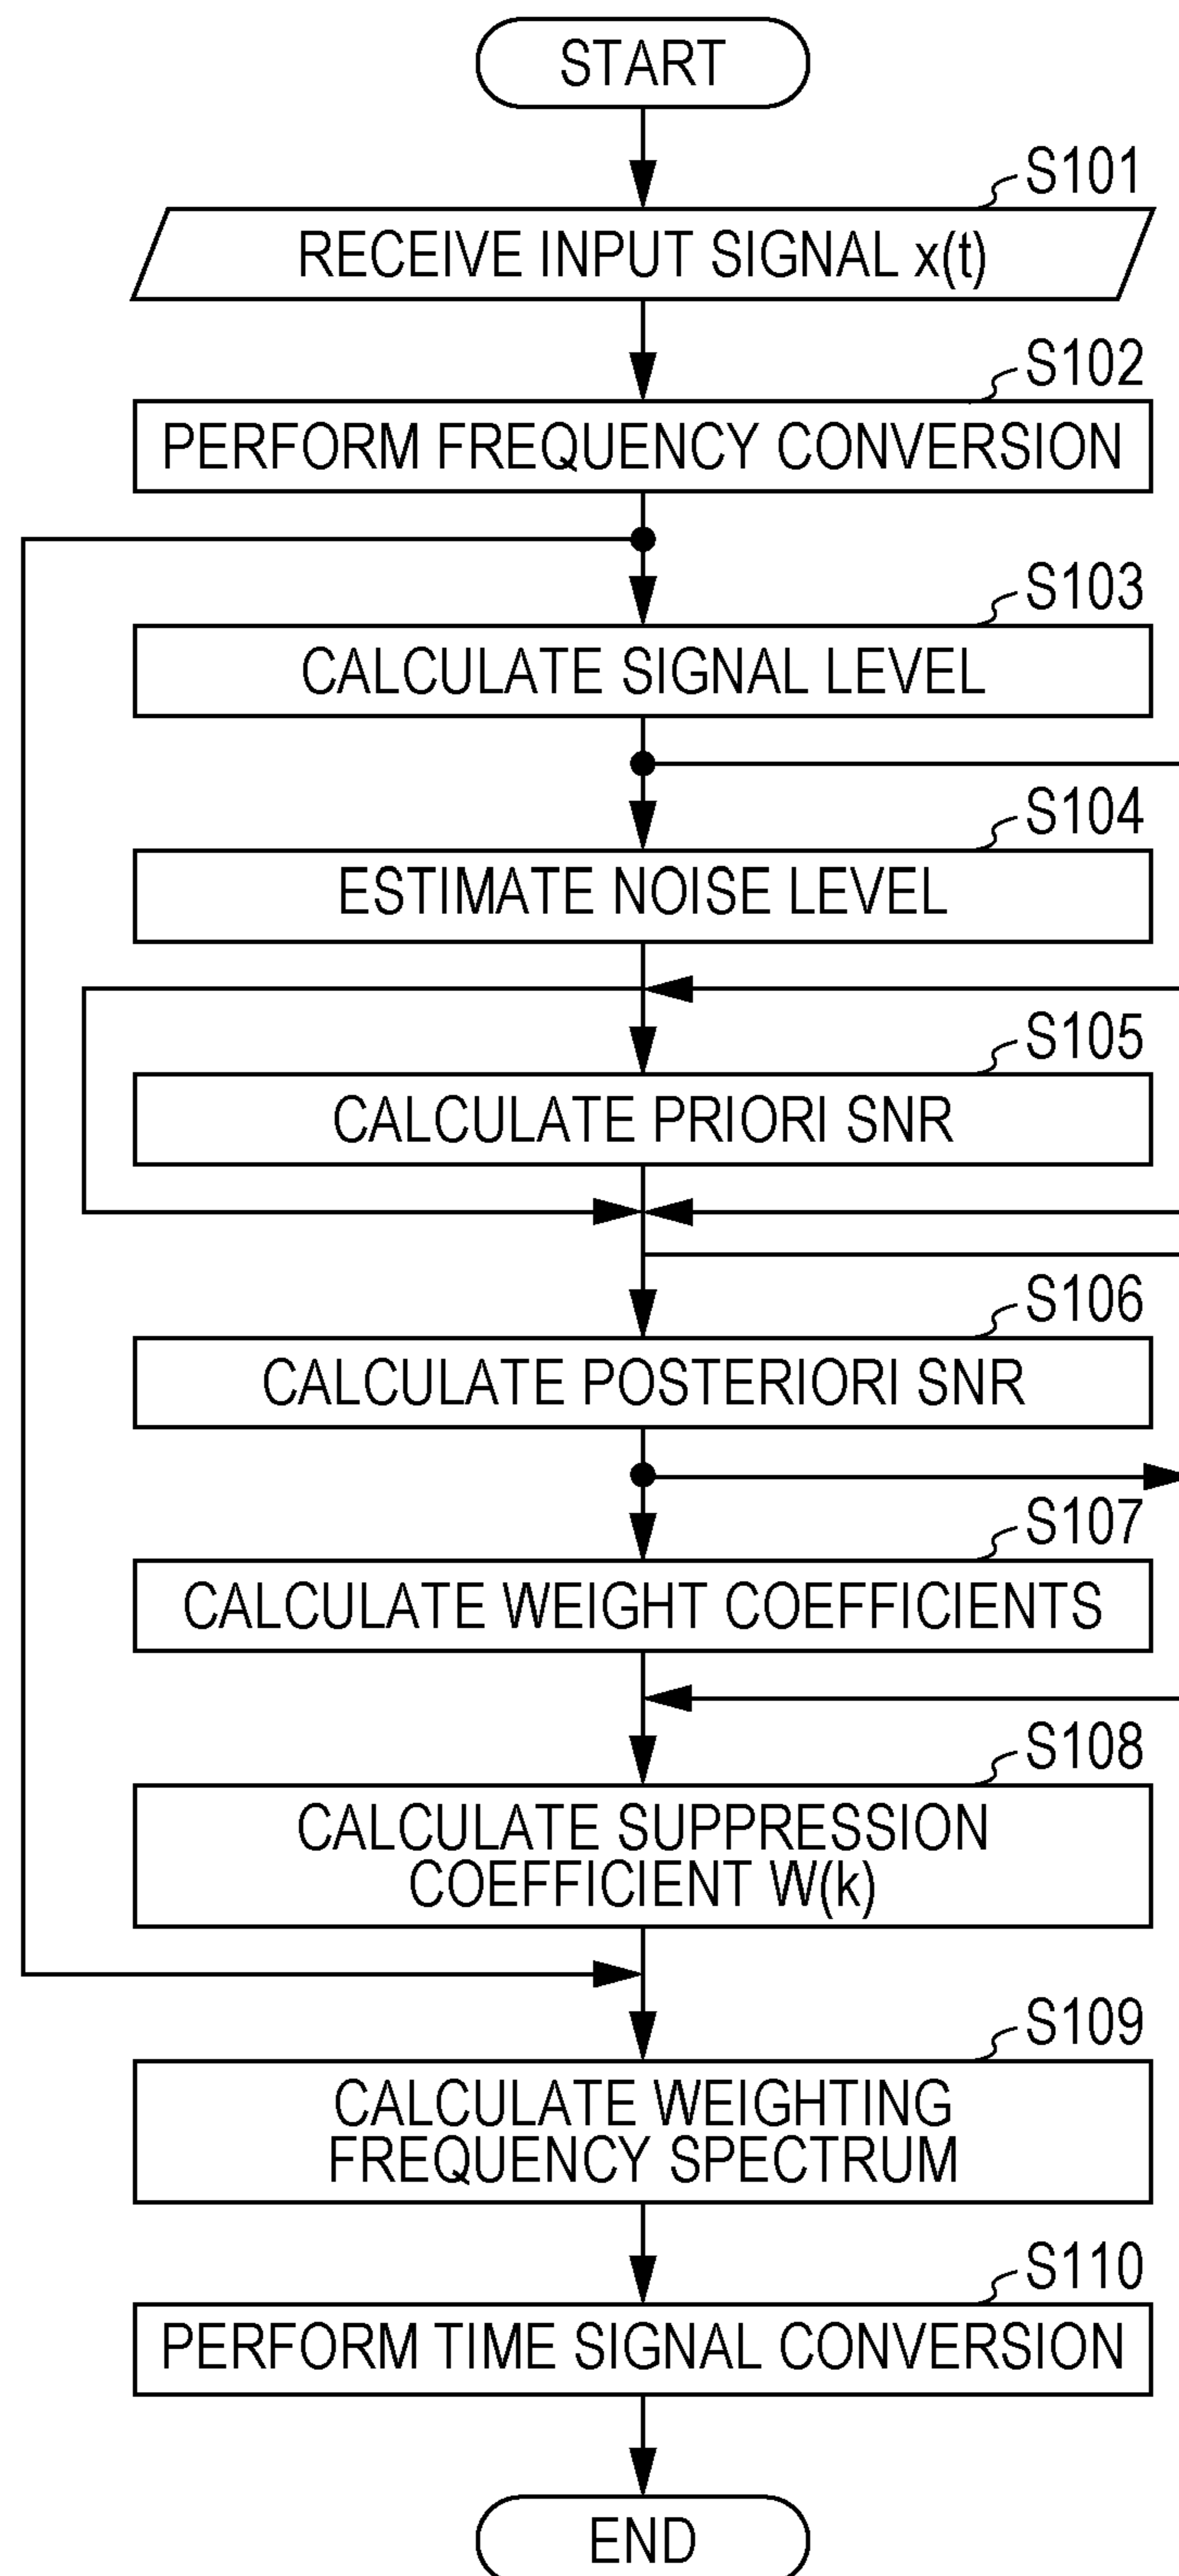 START
S101
RECEIVE INPUT SIGNAL x(t)
S102
PERFORM FREQUENCY CONVERSION
S103
CALCULATE SIGNAL LEVEL
S104
ESTIMATE NOISE LEVEL
S105
CALCULATE PRIORI SNR
S106
CALCULATE POSTERIORI SNR
S107
CALCULATE WEIGHT COEFFICIENTS
S108
CALCULATE SUPPRESSION
COEFFICIENT W(k)
S109
CALCULATE WEIGHTING
FREQUENCY SPECTRUM
S110
PERFORM TIME SIGNAL CONVERSION
END